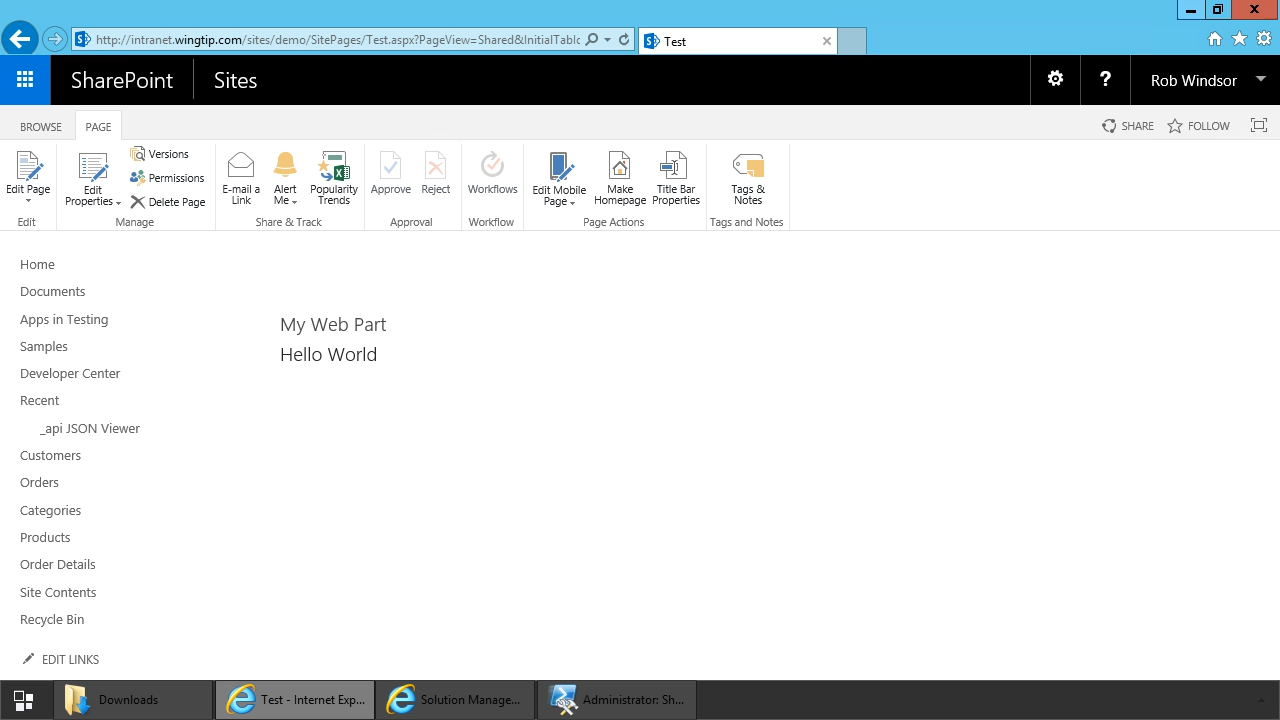 http://intranet.wingtip.com/sites/demo/SitePages/Test.aspx?PageView=Shared&InitialTabId
Test
SharePoint
Sites
?
Rob Windsor
BROWSE
PAGE
SHARE
FOLLOW
Edit Page
Edit
Edit Properties
Versions
Permissions
Delete Page
Manage
E-mail a Link
Alert Me
Popularity Trends
Share & Track
Approve
Reject
Approval
Workflows
Workflow
Edit Mobile Page
Make Homepage
Title Bar Properties
Page Actions
Tags & Notes
Tags and Notes
Home
Documents
Apps in Testing
Samples
Developer Center
Recent
_api JSON Viewer
Customers
Orders
Categories
Products
Order Details
Site Contents
Recycle Bin
EDIT LINKS
My Web Part
Hello World
Downloads
Test - Internet Exp...
Solution Manage...
Administrator: Sh...